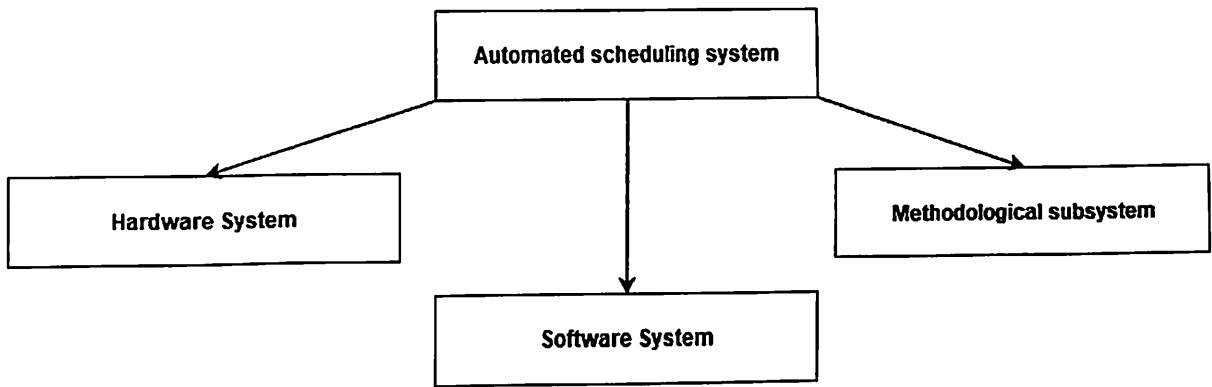 Automated scheduling system
Hardware System
Methodological subsystem
Software System